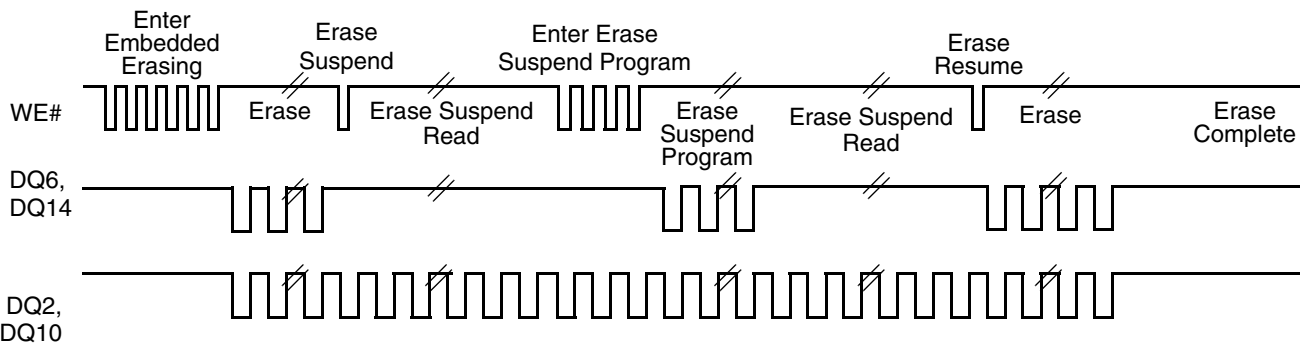 Enter
Embedded
Erasing
Erase
Suspend
Enter Erase
Suspend Program
Erase
Resume
WE#
Erase
Erase Suspend
Read
Erase
Suspend
Program
Erase Suspend
Read
Erase
Erase
Complete
DQ6,
DQ14
DQ2,
DQ10